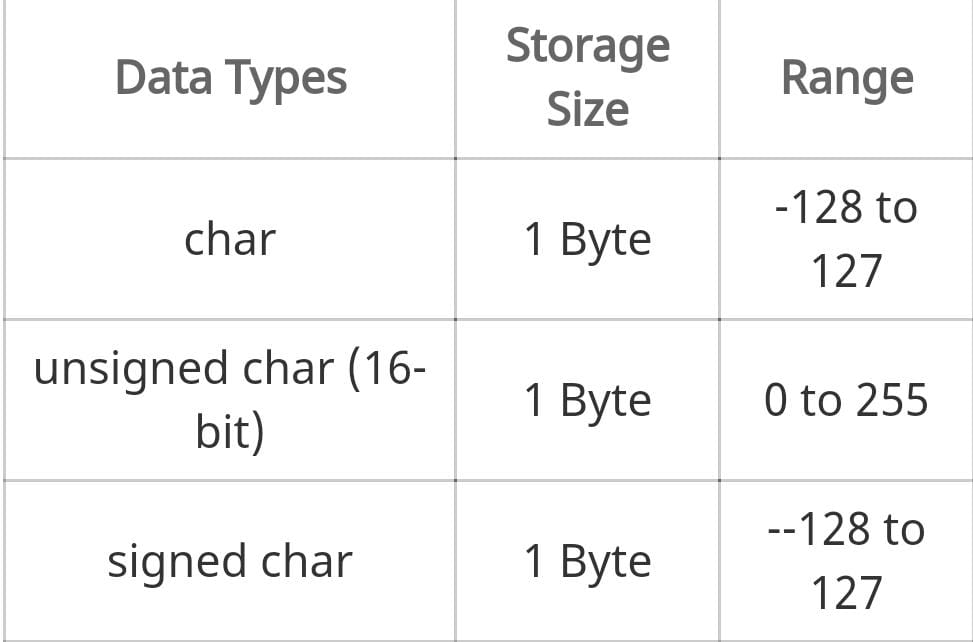 Data Types
Storage
Size
Range
char
1 Byte
-128 to
127
unsigned char (16-
bit)
1 Byte
0 to 255
signed char
1 Byte
--128 to
127